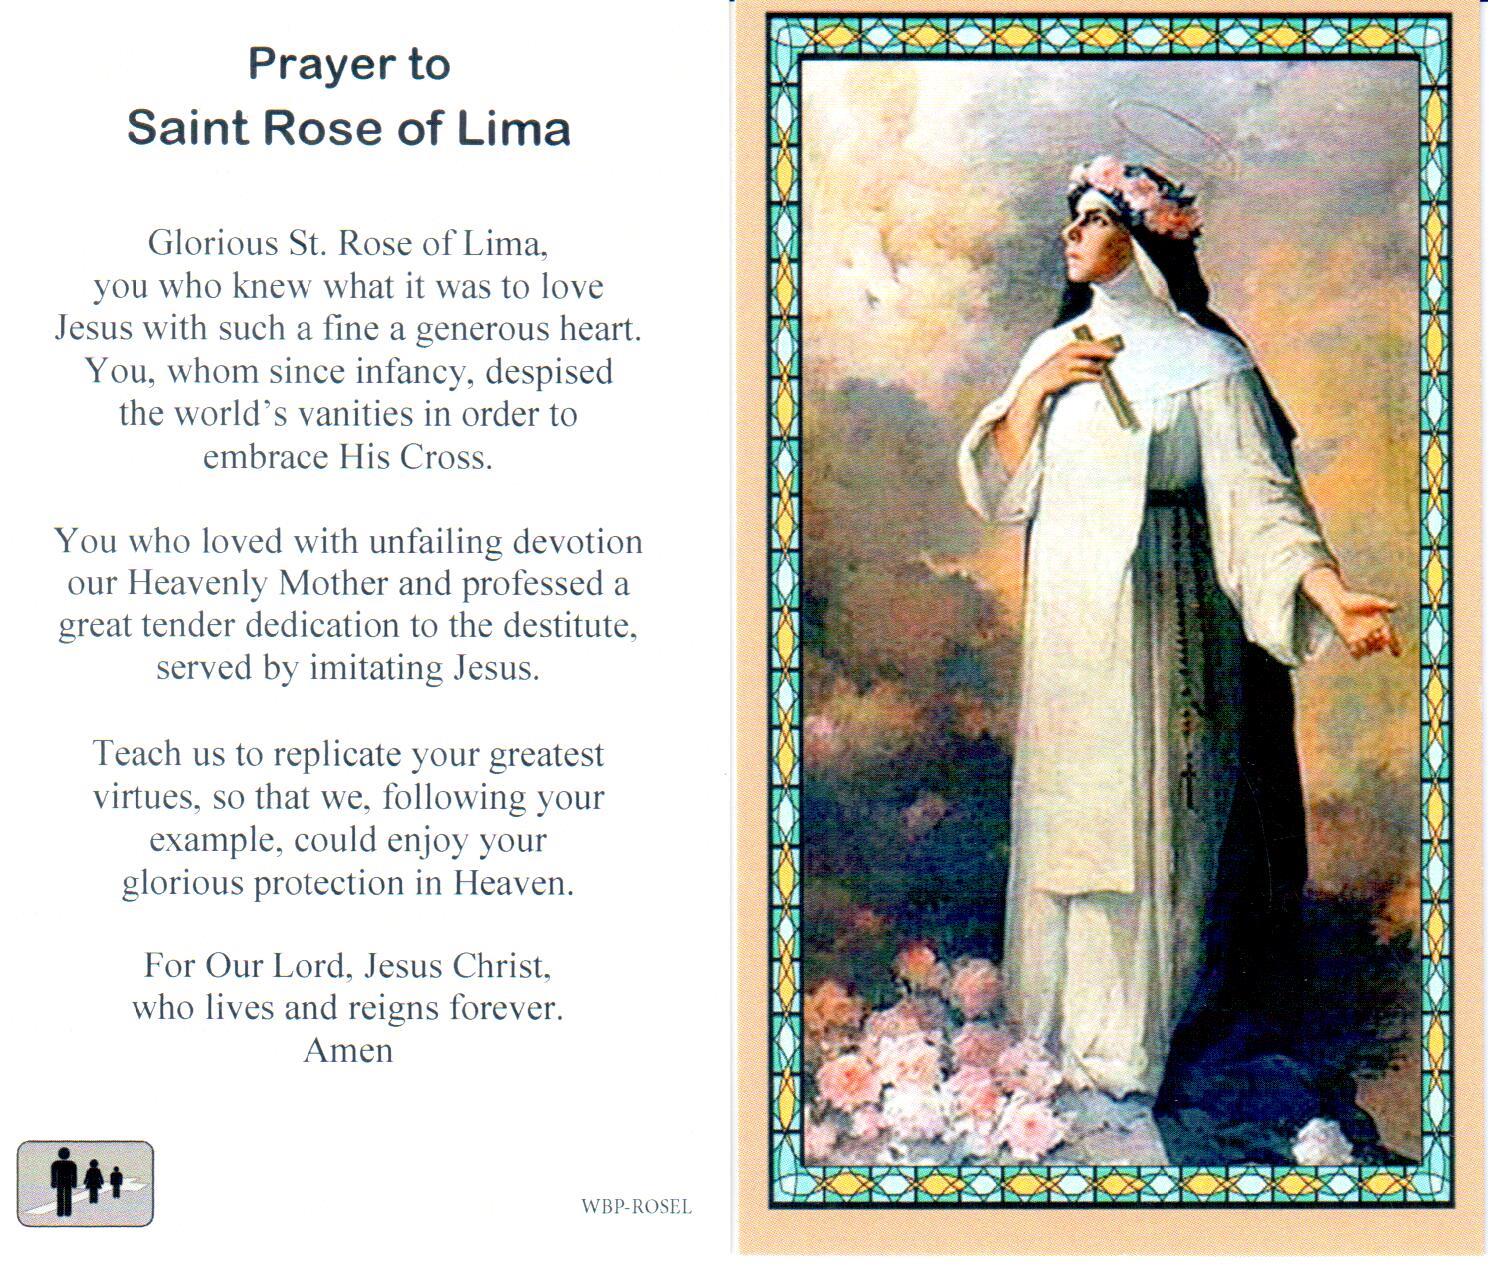 Prayer to
Saint Rose of Lima
Glorious St. Rose of Lima,
you who knew what it was to love
Jesus with such a fine a generous heart.
You, whom since infancy, despised
the world's vanities in order to
embrace His Cross.
You who loved with unfailing devotion
our Heavenly Mother and professed a
great tender dedication to the destitute,
served by imitating Jesus.
Teach us to replicate your greatest
virtues, so that we, following your
example, could enjoy your
glorious protection in Heaven.
For Our Lord, Jesus Christ,
who lives and reigns forever.
Amen
WBP-ROSEL